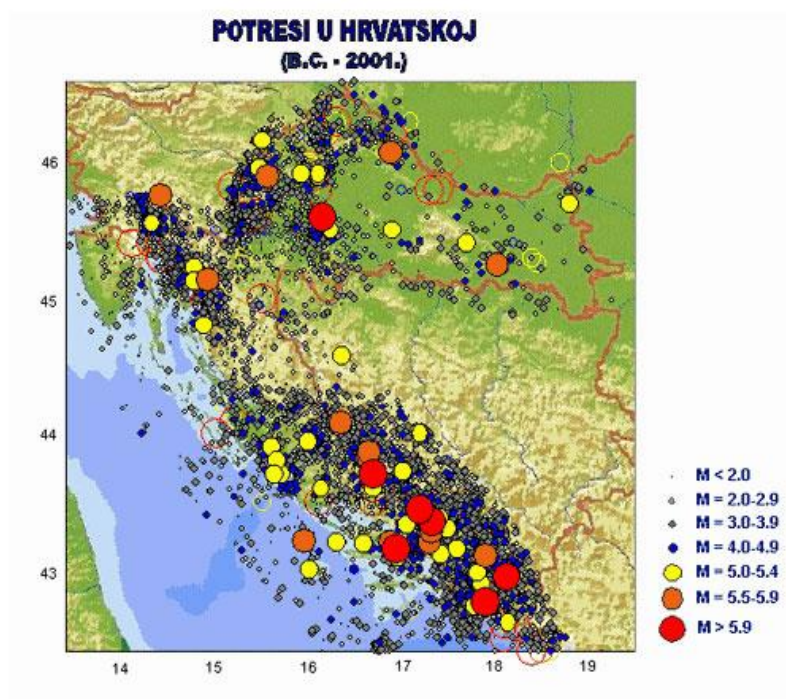 POTRESI U HRVATSKOJ
(B.C. - 2001.)
46
45
44
43
14 15 16 17 18 19
M < 2.0
M = 2.0-2.9
M = 3.0-3.9
M = 4.0-4.9
M = 5.0-5.4
M = 5.5-5.9
M > 5.9